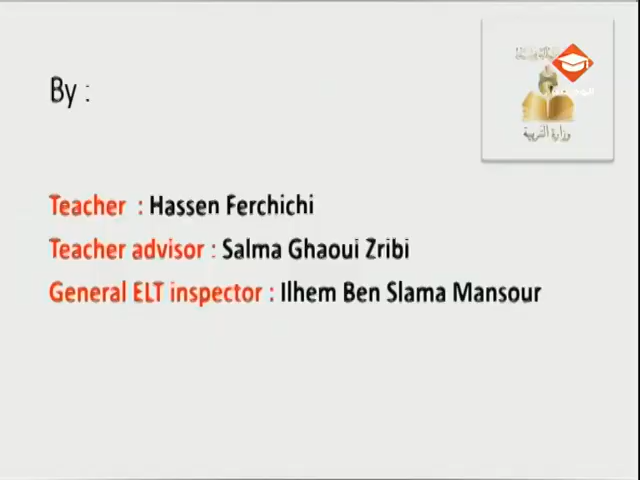 By :
وزارة التربية
Teacher : Hassen Ferchichi
Teacher advisor : Salma Ghaoui Zribi
General ELT inspector : Ilhem Ben Slama Mansour